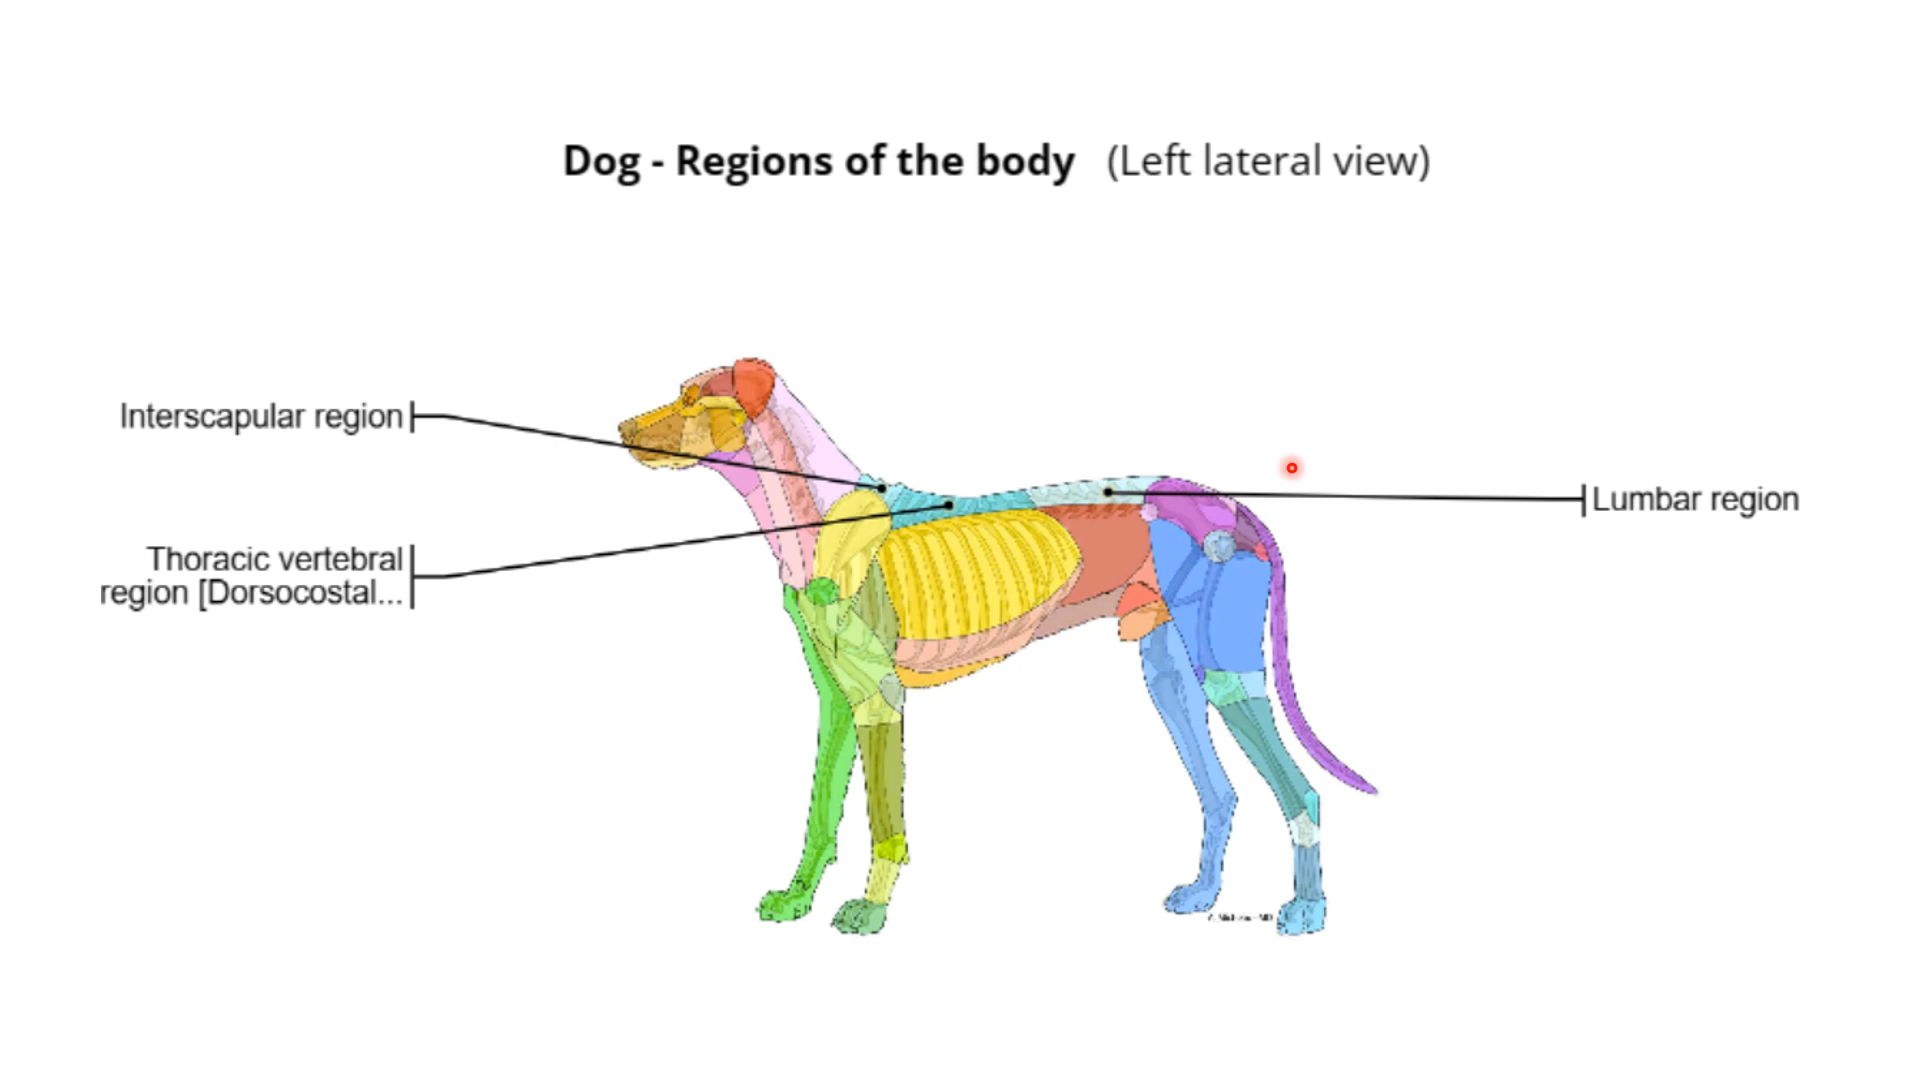 Dog - Regions of the body (Left lateral view)
Interscapular region
Thoracic vertebral
region [Dorsocostal...
Lumbar region